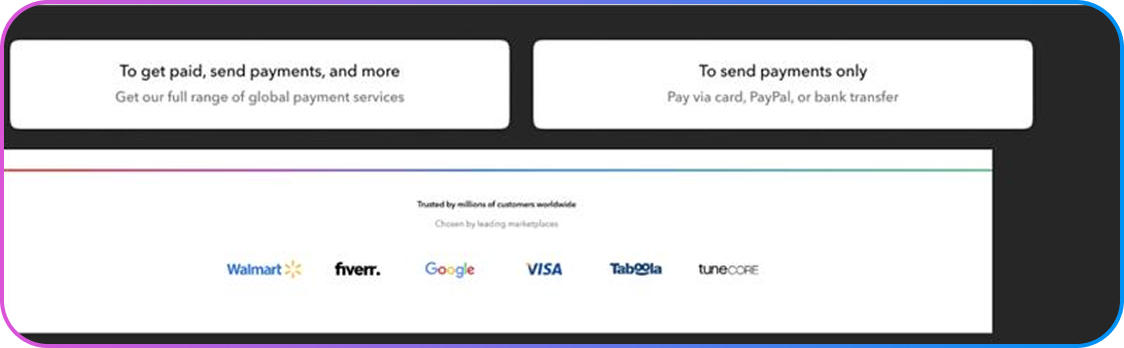 To get paid, send payments, and more
Get our full range of global payment services
To send payments only
Pay via card, PayPal, or bank transfer
Trusted by millions of customers worldwide
Chosen by leading marketplaces
Walmart fiverr. Google VISA Taboola tuneCORE